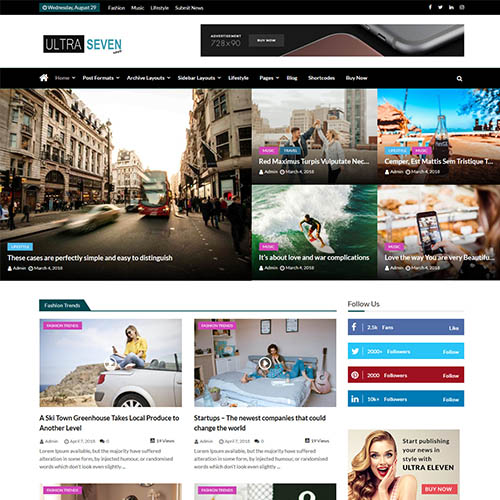 Wednesday, August 29 Fashion Music Lifestyle Submit News
ULTRA SEVEN
ADVERTISEMENT
728x90
BUY NOW
Home Post Formats Archive Layouts Sidebar Layouts Lifestyle Pages Blog Shortcodes Buy Now
LIFESTYLE
These cases are perfectly simple and easy to distinguish
Admin March 4, 2018
MUSIC TRAVEL
Red Maximus Turpis Vulputate Nec...
Admin March 4, 2018
LIFESTYLE MUSIC
Cemper, Est Mattis Sem Tristique T...
Admin March 4, 2018
MUSIC
It's about love and war complications
Admin March 4, 2018
MUSIC
Love the way You are very Beautifu...
Admin March 4, 2018
Fashion Trends
FASHION TRENDS
A Ski Town Greenhouse Takes Local Produce to
Another Level
Admin April 7, 2018 0 19 Views
Lorem Ipsum available, but the majority have suffered
alteration in some form, by injected humour, or randomised
words which don't look even slightly ...
FASHION TRENDS
Startups – The newest companies that could
change the world
Admin April 7, 2018 0 29 Views
Lorem Ipsum available, but the majority have suffered
alteration in some form, by injected humour, or randomised
words which don't look even slightly ...
FASHION TRENDS
FASHION TRENDS
Follow Us
2.5k Fans Like
2000+ Followers Follow
2000 Followers Follow
10k+ Followers Follow
Start publishing
your news in
style with
ULTRA ELEVEN
BUY NOW